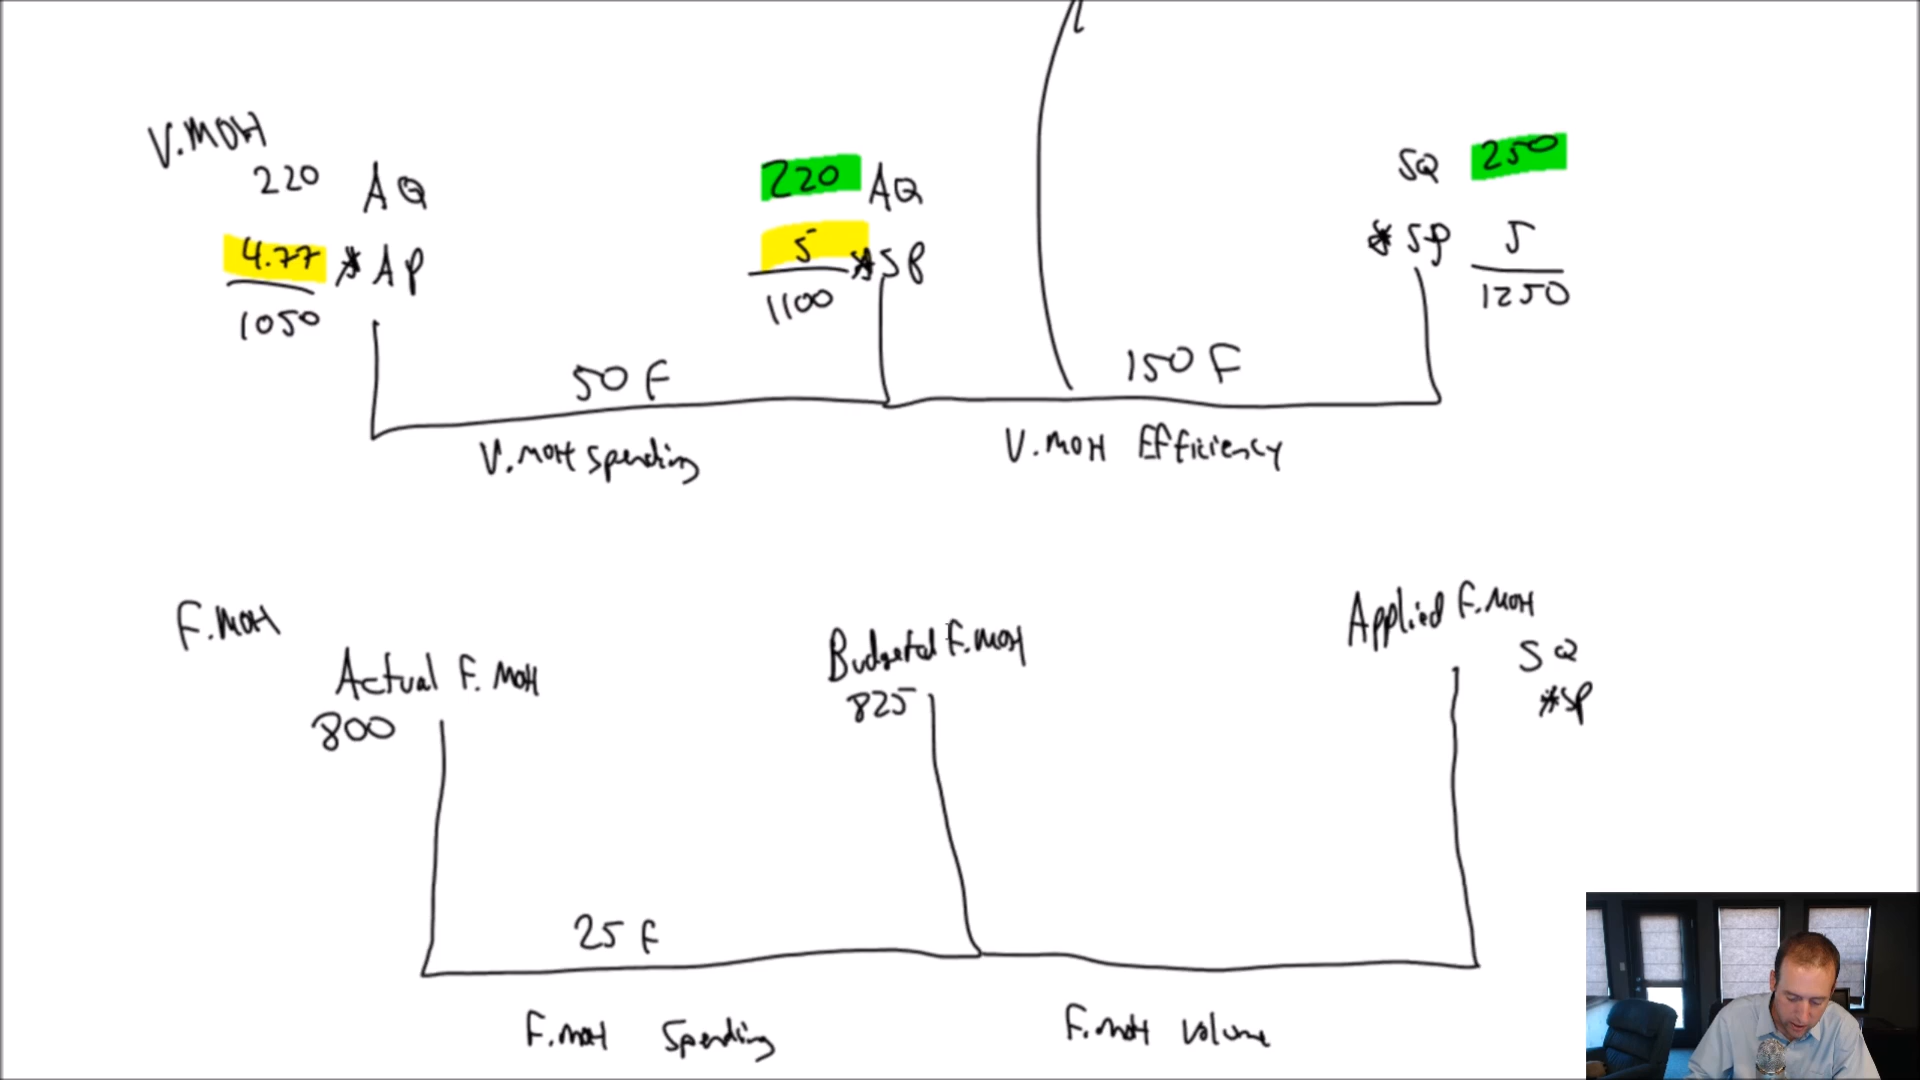 V.MOH
220 AQ
4.77 * AP
1050
220 AQ
5 * SP
1100
SQ 250
* SP 5
1250
50 F
150 F
V.MOH Spending
V.MOH Efficiency
F.MOH
Actual F.MOH
800
Budgeted F.MOH
825
Applied F.MOH
SQ
*SP
25 F
F.MOH Spending
F.MOH Volume